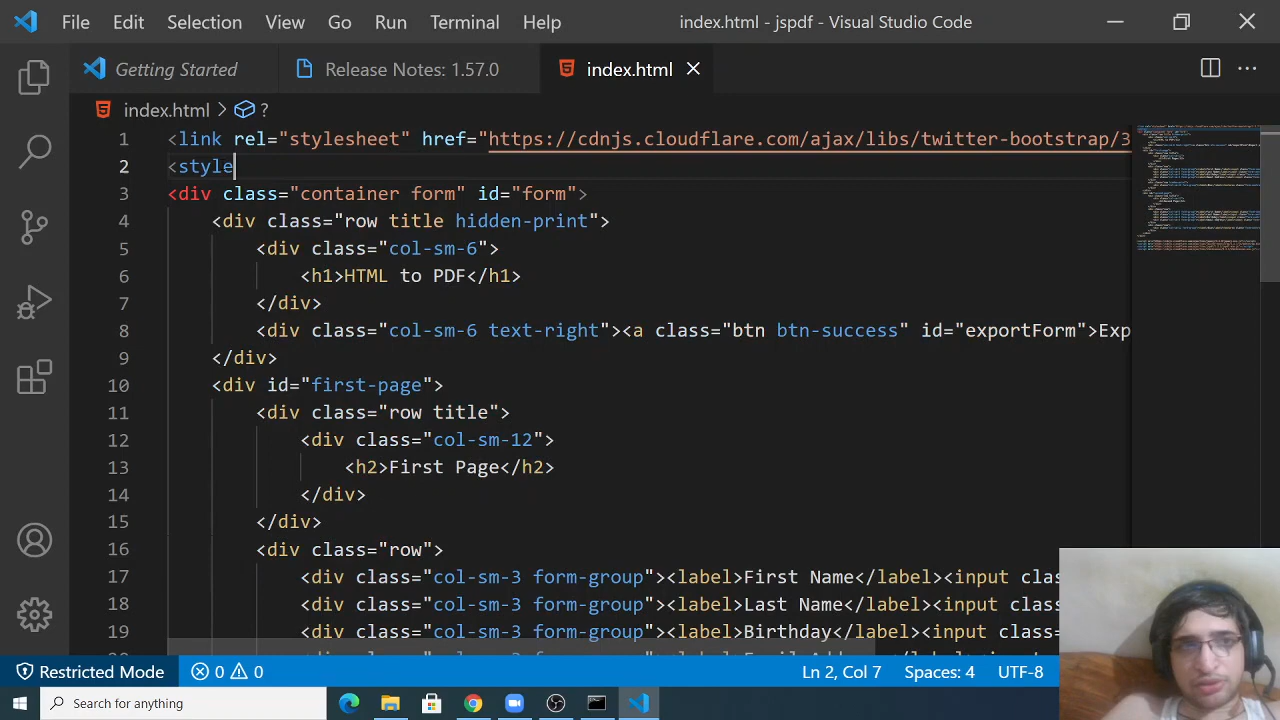 File Edit Selection View Go Run Terminal Help index.html - jspdf - Visual Studio Code
Getting Started Release Notes: 1.57.0 index.html
index.html ?
1 <link rel="stylesheet" href="https://cdnjs.cloudflare.com/ajax/libs/twitter-bootstrap/3
2 <style
3 <div class="container form" id="form">
4 <div class="row title hidden-print">
5 <div class="col-sm-6">
6 <h1>HTML to PDF</h1>
7 </div>
8 <div class="col-sm-6 text-right"><a class="btn btn-success" id="exportForm">Exp
9 </div>
10 <div id="first-page">
11 <div class="row title">
12 <div class="col-sm-12">
13 <h2>First Page</h2>
14 </div>
15 </div>
16 <div class="row">
17 <div class="col-sm-3 form-group"><label>First Name</label><input clas
18 <div class="col-sm-3 form-group"><label>Last Name</label><input clas
19 <div class="col-sm-3 form-group"><label>Birthday</label><input class=
Restricted Mode 0 0 Ln 2, Col 7 Spaces: 4 UTF-8
Search for anything